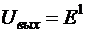 Uвых = E¹